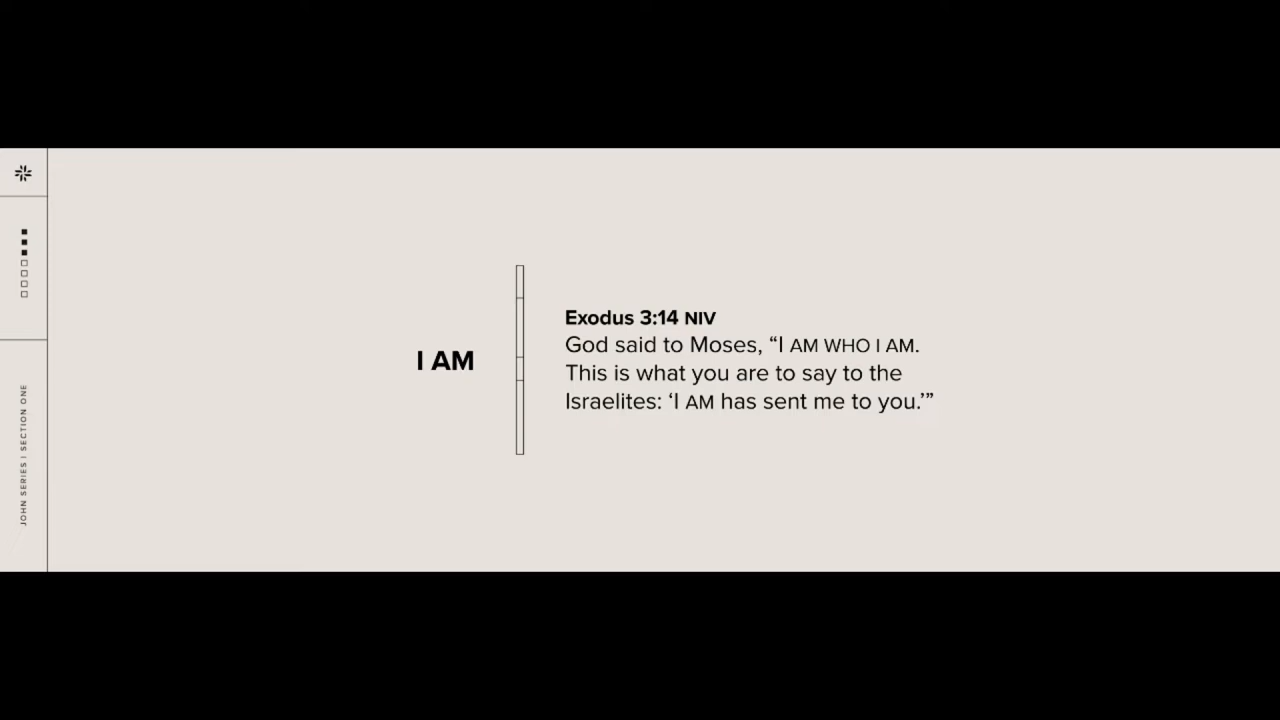 JOHN SERIES | SECTION ONE
I AM
Exodus 3:14 NIV
God said to Moses, “I AM WHO I AM.
This is what you are to say to the
Israelites: ‘I AM has sent me to you.’”